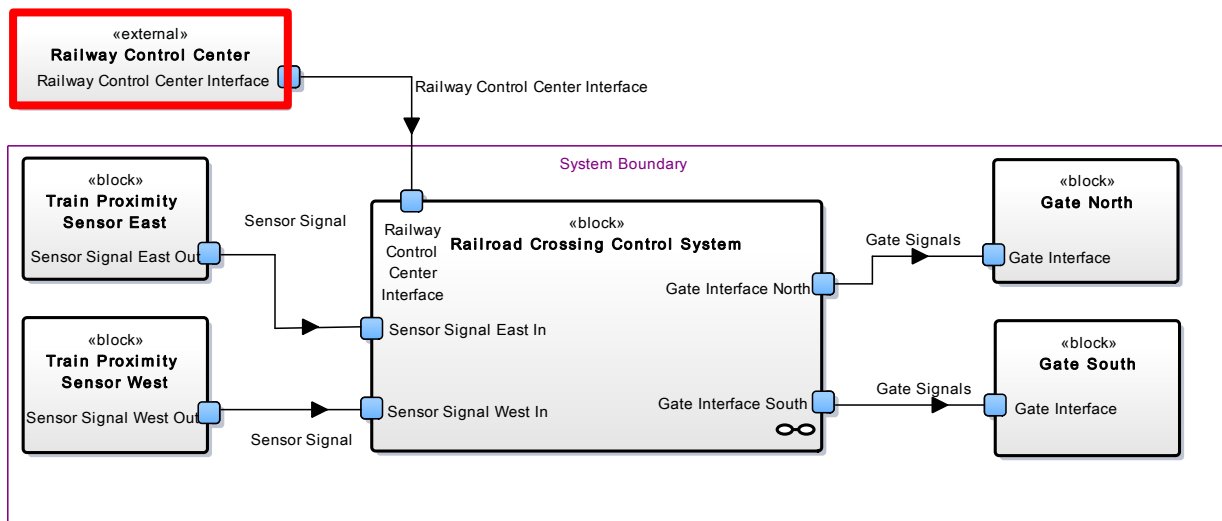 «external»
Railway Control Center
Railway Control Center Interface
Railway Control Center Interface
System Boundary
«block»
Train Proximity
Sensor East
Sensor Signal East Out
Sensor Signal
«block»
Train Proximity
Sensor West
Sensor Signal West Out
Sensor Signal
«block»
Railroad Crossing Control System
Railway
Control
Center
Interface
Sensor Signal East In
Sensor Signal West In
Gate Interface North
Gate Interface South
Gate Signals
«block»
Gate North
Gate Interface
Gate Signals
«block»
Gate South
Gate Interface